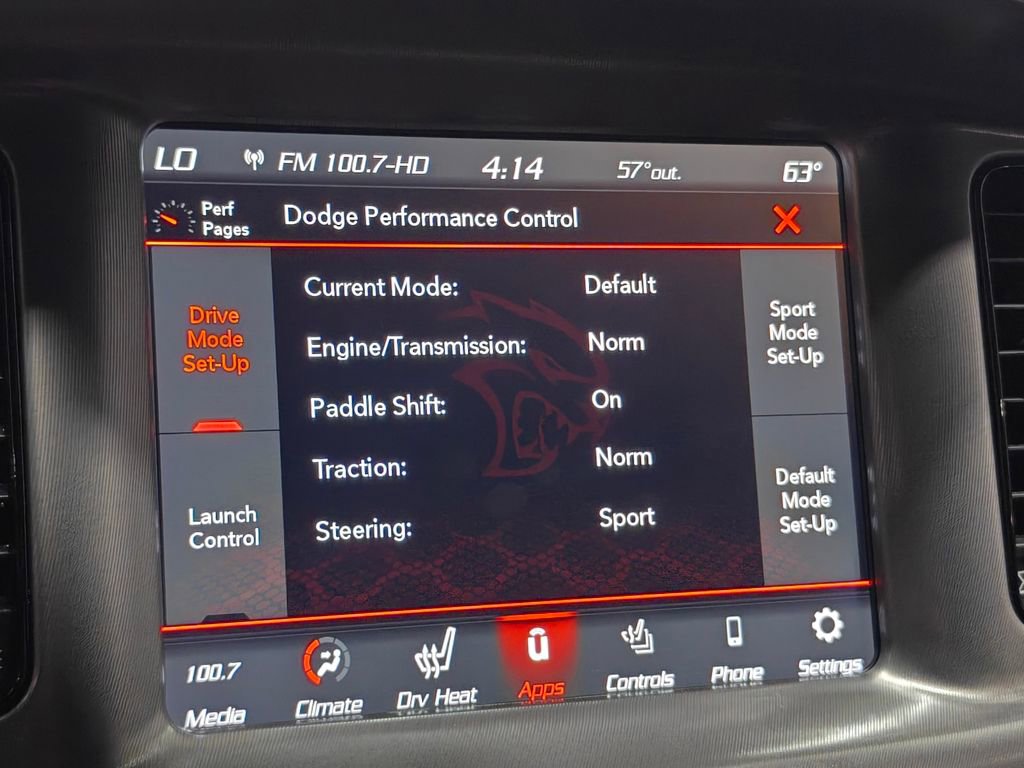 LO FM 100.7-HD 4:14 57°out. 63°
Perf
Pages
Dodge Performance Control
Drive
Mode
Set-Up
Launch
Control
Current Mode: Default
Engine/Transmission: Norm
Paddle Shift: On
Traction: Norm
Steering: Sport
Sport
Mode
Set-Up
Default
Mode
Set-Up
100.7
Media Climate Drv Heat Apps Controls Phone Settings